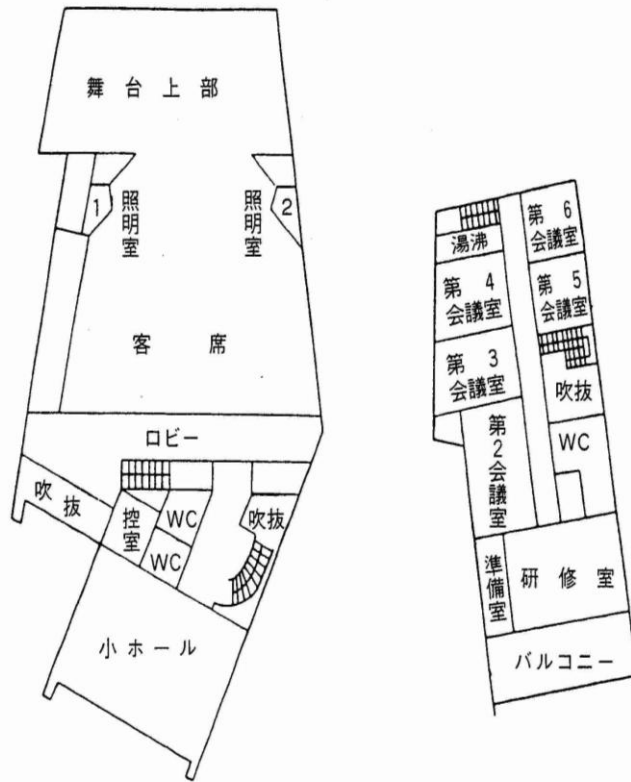 舞台上部
1
照明室
照明室
2
客席
ロビー
吹抜
控室
WC
WC
吹抜
小ホール
第6
会議室
湯沸
第4
会議室
第5
会議室
第3
会議室
吹抜
第2会議室
WC
準備室
研修室
バルコニー